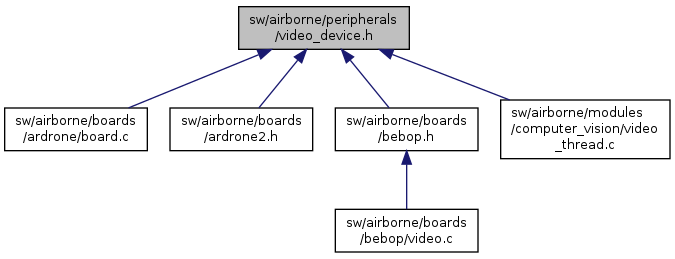 sw/airborne/peripherals
/video_device.h
sw/airborne/boards
/ardrone/board.c
sw/airborne/boards
/ardrone2.h
sw/airborne/boards
/bebop.h
sw/airborne/modules
/computer_vision/video
_thread.c
sw/airborne/boards
/bebop/video.c